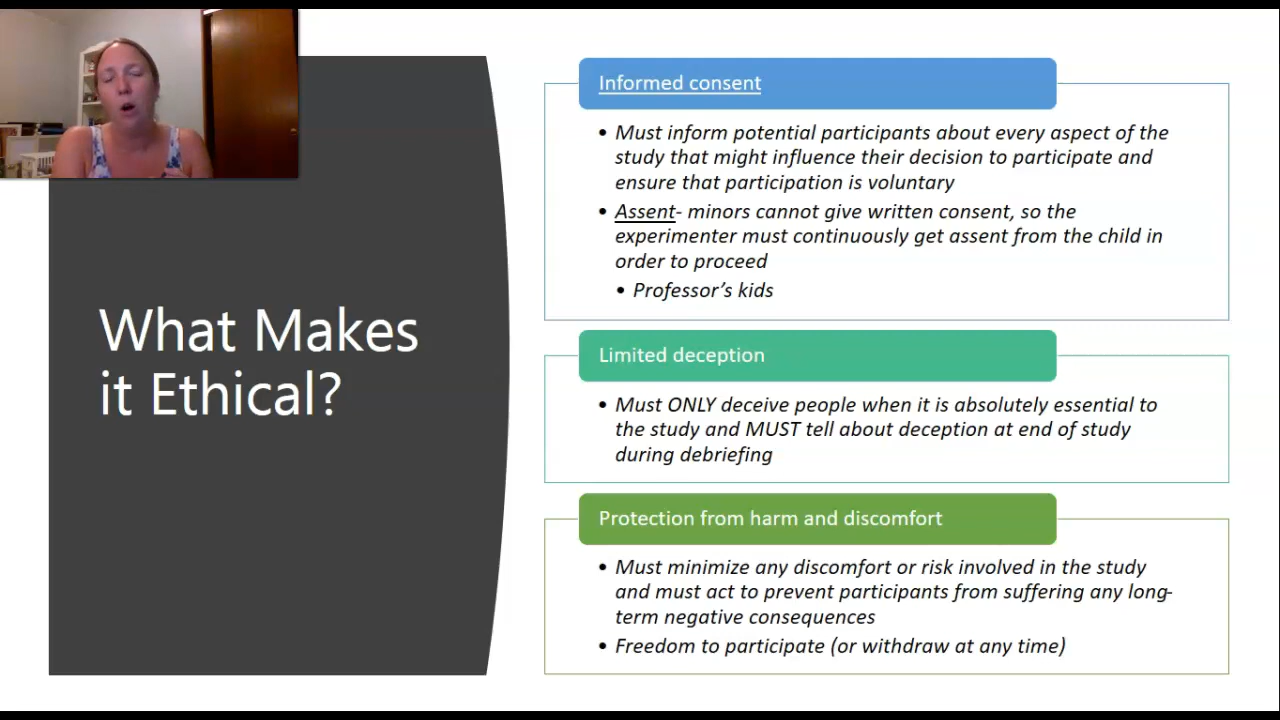 What Makes
it Ethical?
Informed consent
• Must inform potential participants about every aspect of the
study that might influence their decision to participate and
ensure that participation is voluntary
• Assent- minors cannot give written consent, so the
experimenter must continuously get assent from the child in
order to proceed
• Professor’s kids
Limited deception
• Must ONLY deceive people when it is absolutely essential to
the study and MUST tell about deception at end of study
during debriefing
Protection from harm and discomfort
• Must minimize any discomfort or risk involved in the study
and must act to prevent participants from suffering any long-
term negative consequences
• Freedom to participate (or withdraw at any time)